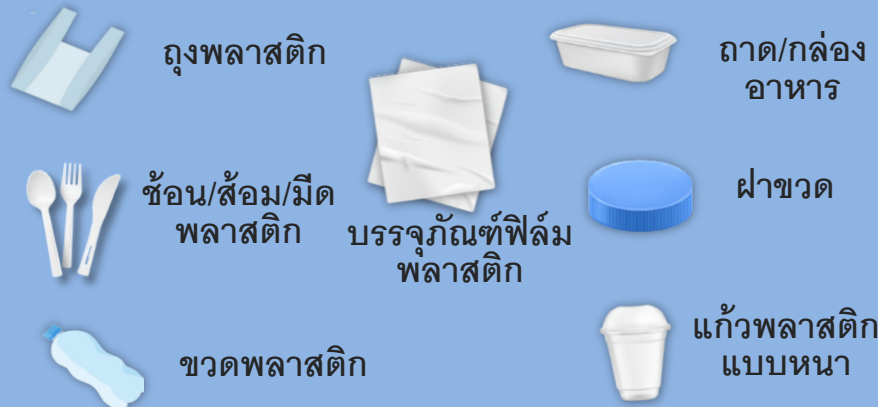 ถุงพลาสติก
ถาด/กล่อง
อาหาร
ช้อน/ส้อม/มีด
พลาสติก
บรรจุภัณฑ์ฟิล์ม
พลาสติก
ฝาขวด
ขวดพลาสติก
แก้วพลาสติก
แบบหนา